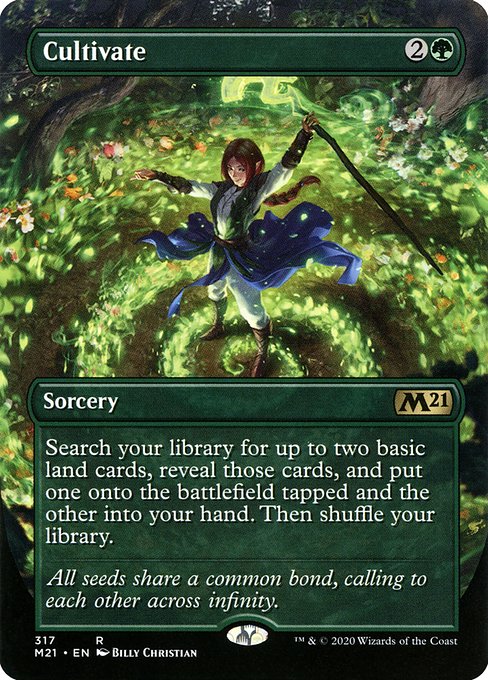 Cultivate 2
Sorcery M21
Search your library for up to two basic
land cards, reveal those cards, and put
one onto the battlefield tapped and the
other into your hand. Then shuffle your
library.
All seeds share a common bond, calling to
each other across infinity.
317 R ™ & © 2020 Wizards of the Coast
M21 • EN Billy Christian